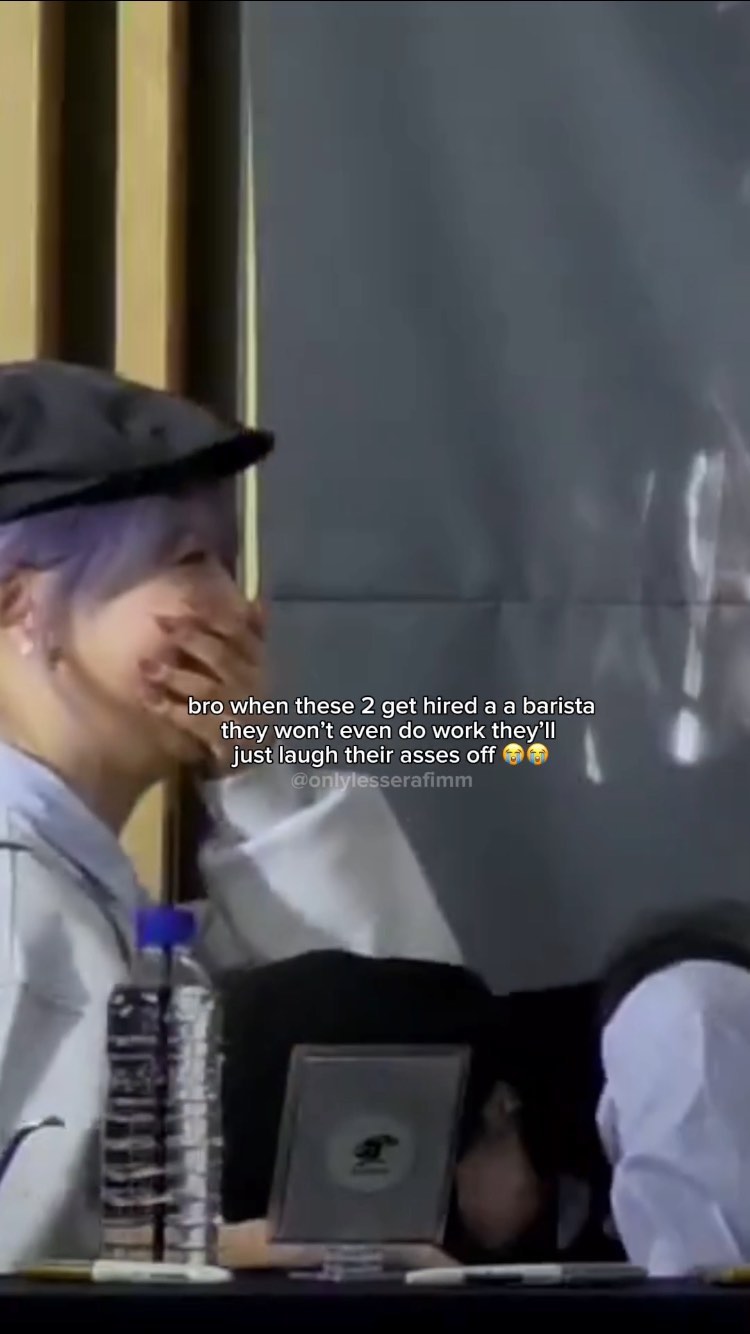 bro when these 2 get hired a a barista
they won’t even do work they’ll
just laugh their asses off 😭😭
@onlylesserafimm